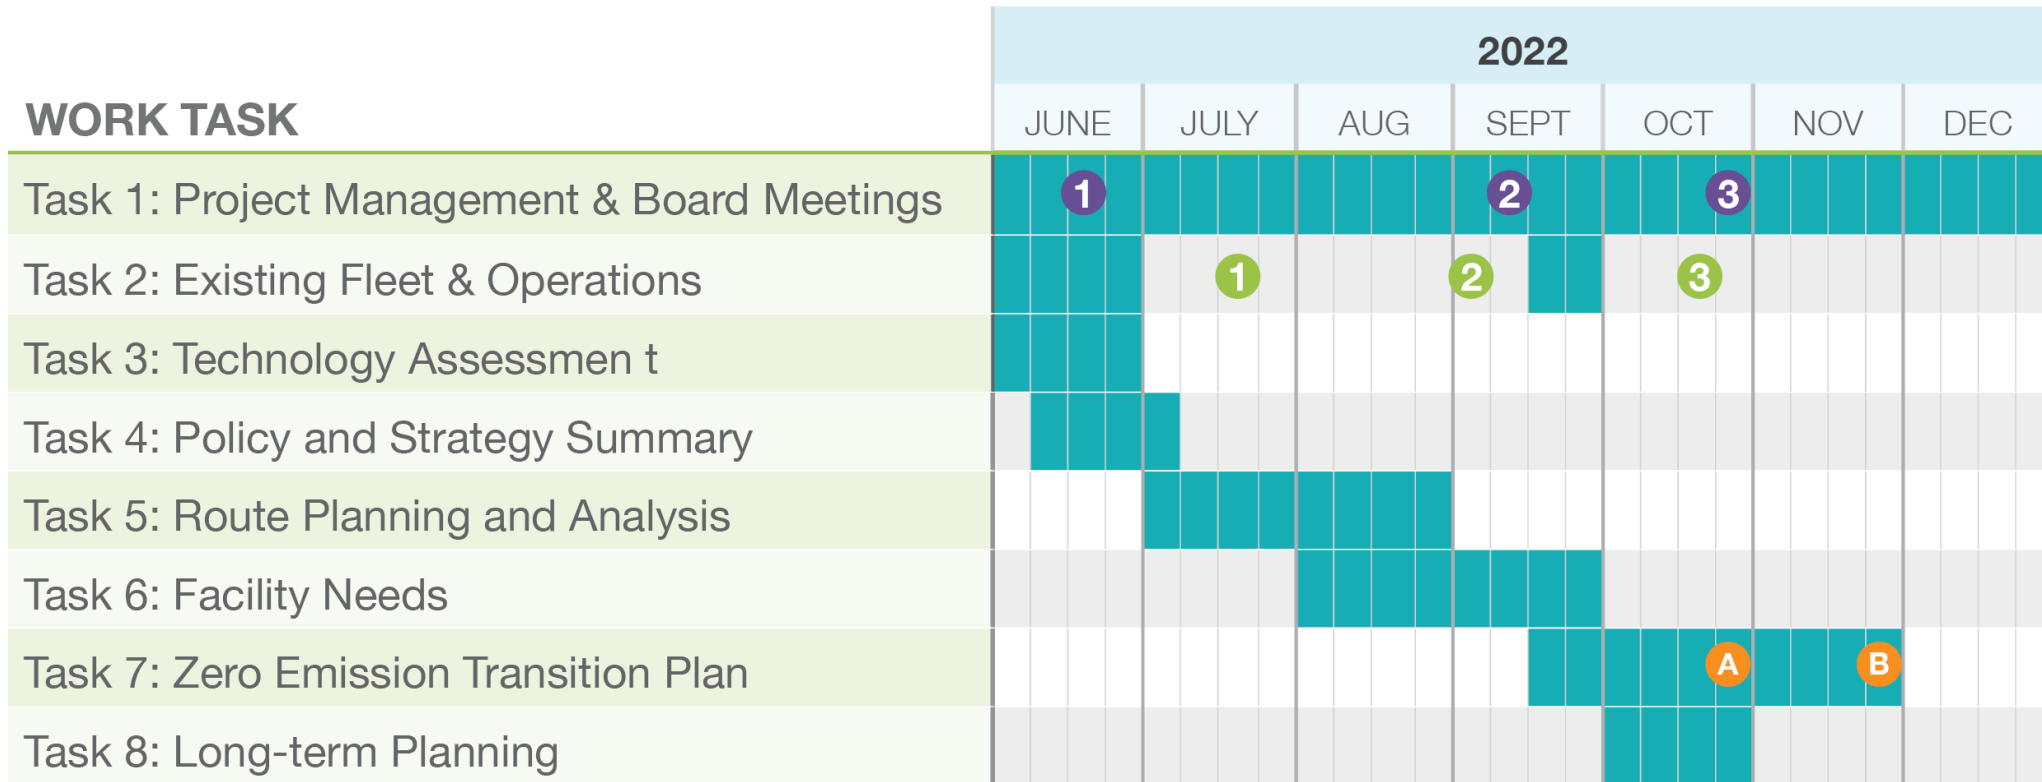 2022
WORK TASK
JUNE JULY AUG SEPT OCT NOV DEC
Task 1: Project Management & Board Meetings 1 2 3
Task 2: Existing Fleet & Operations 1 2 3
Task 3: Technology Assessmen t
Task 4: Policy and Strategy Summary
Task 5: Route Planning and Analysis
Task 6: Facility Needs
Task 7: Zero Emission Transition Plan A B
Task 8: Long-term Planning